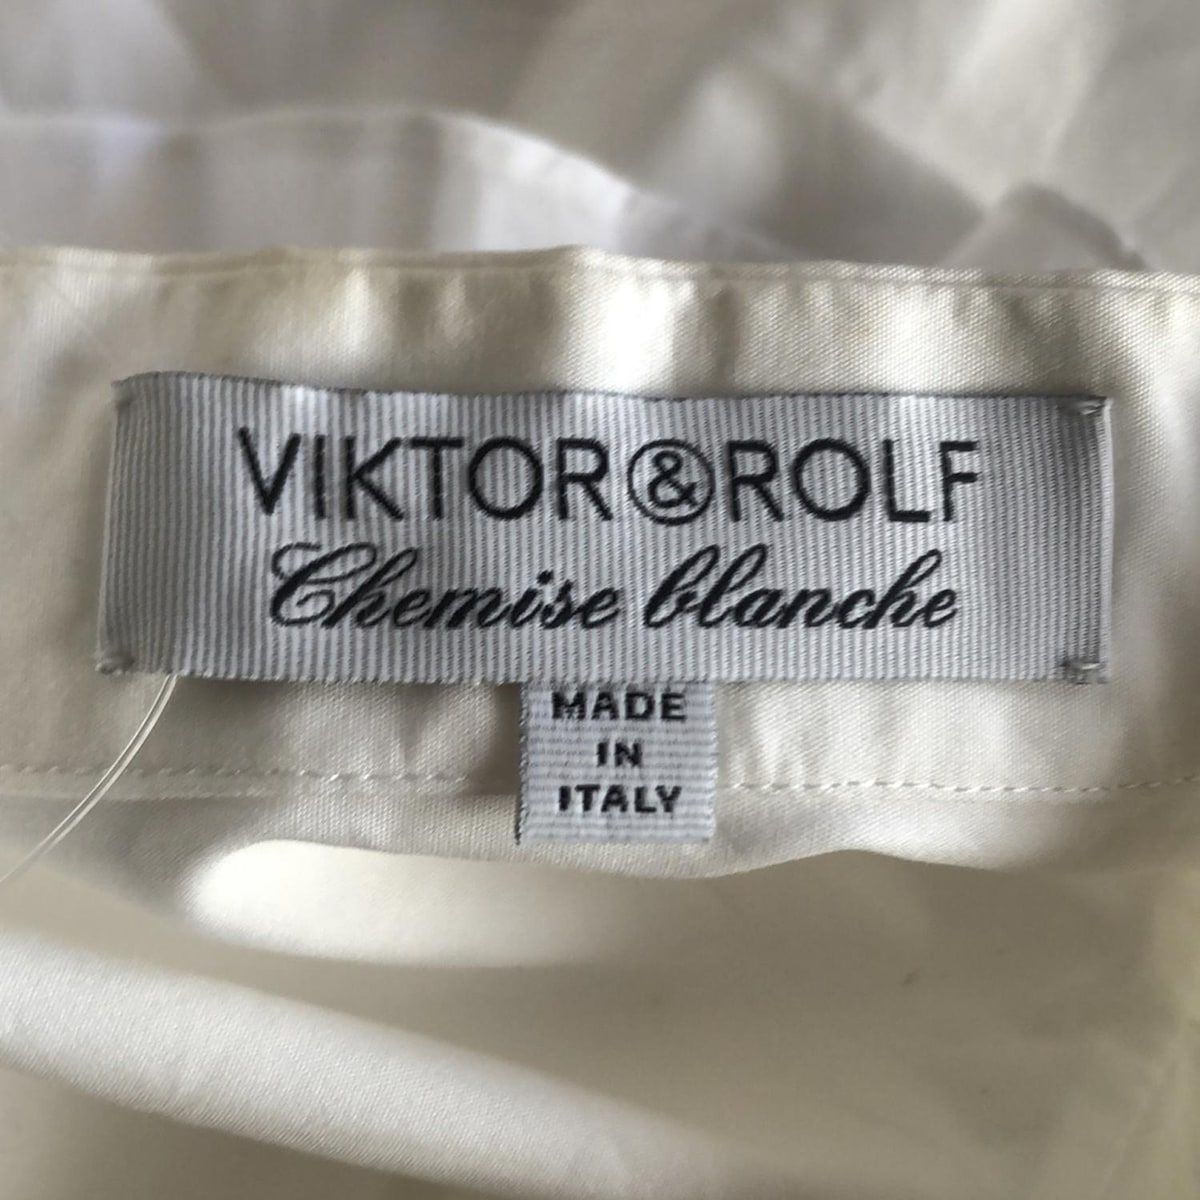 VIKTOR&ROLF
Chemise blanche
MADE
IN
ITALY